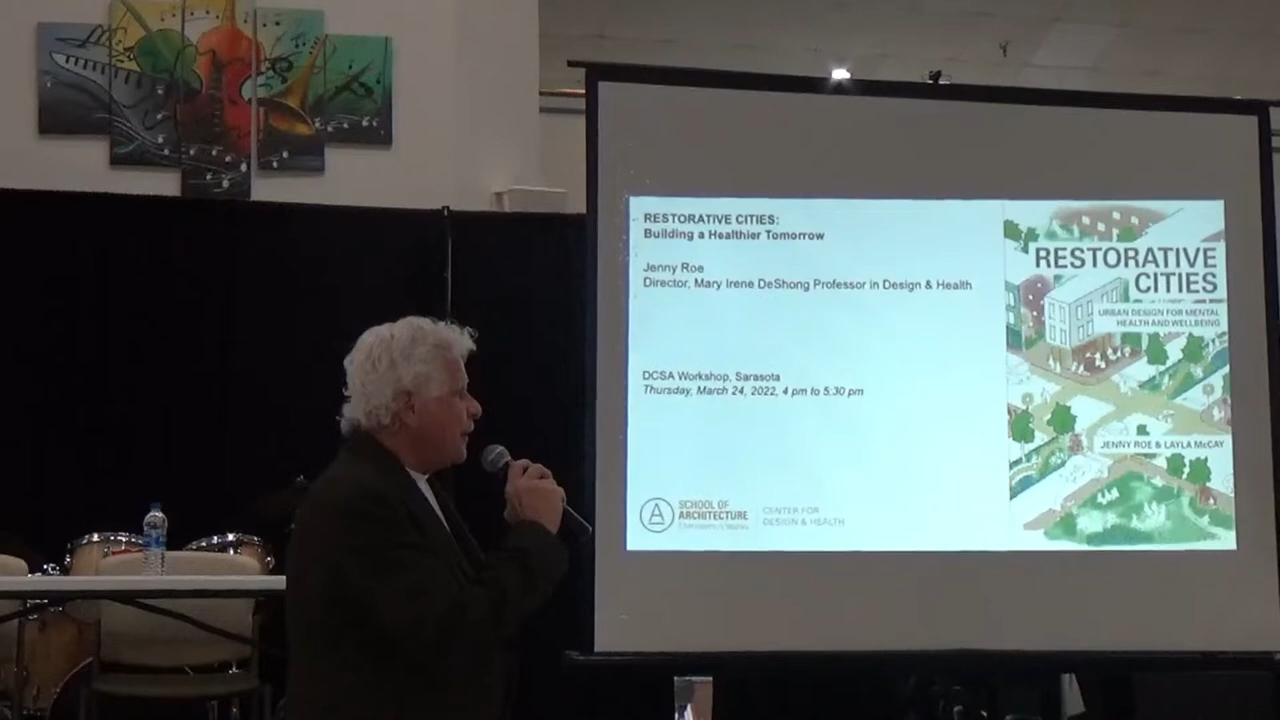 RESTORATIVE CITIES:
Building a Healthier Tomorrow
Jenny Roe
Director, Mary Irene DeShong Professor in Design & Health
DCSA Workshop, Sarasota
Thursday, March 24, 2022, 4 pm to 5:30 pm
SCHOOL OF
ARCHITECTURE
CENTER FOR
DESIGN & HEALTH
RESTORATIVE
CITIES
URBAN DESIGN FOR MENTAL
HEALTH AND WELLBEING
JENNY ROE & LAYLA McCAY